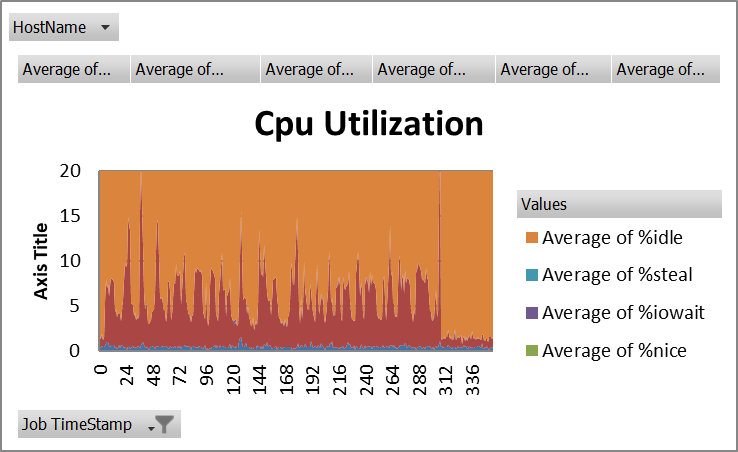 HostName
Average of... Average of... Average of... Average of... Average of... Average of...
Cpu Utilization
20
15
10
5
0
Axis Title
0 24 48 72 96 120 144 168 192 216 240 264 288 312 336
Values
Average of %idle
Average of %steal
Average of %iowait
Average of %nice
Job TimeStamp